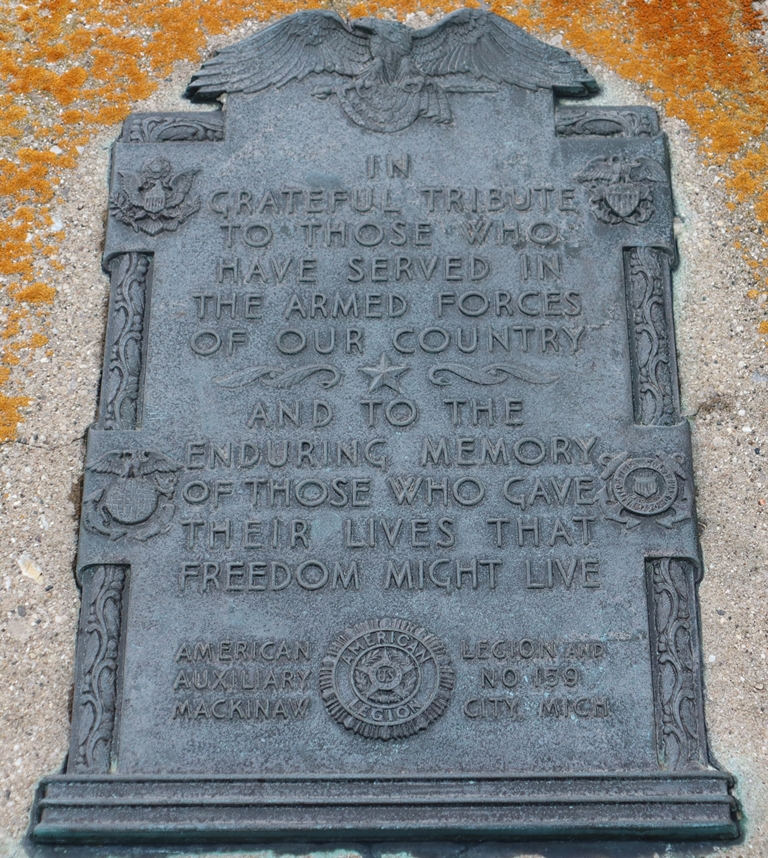 IN
GRATEFUL TRIBUTE
TO THOSE WHO
HAVE SERVED IN
THE ARMED FORCES
OF OUR COUNTRY
AND TO THE
ENDURING MEMORY
OF THOSE WHO GAVE
THEIR LIVES THAT
FREEDOM MIGHT LIVE
AMERICAN LEGION AND
AUXILIARY NO. 159
MACKINAW CITY, MICH.
AMERICAN
US
LEGION